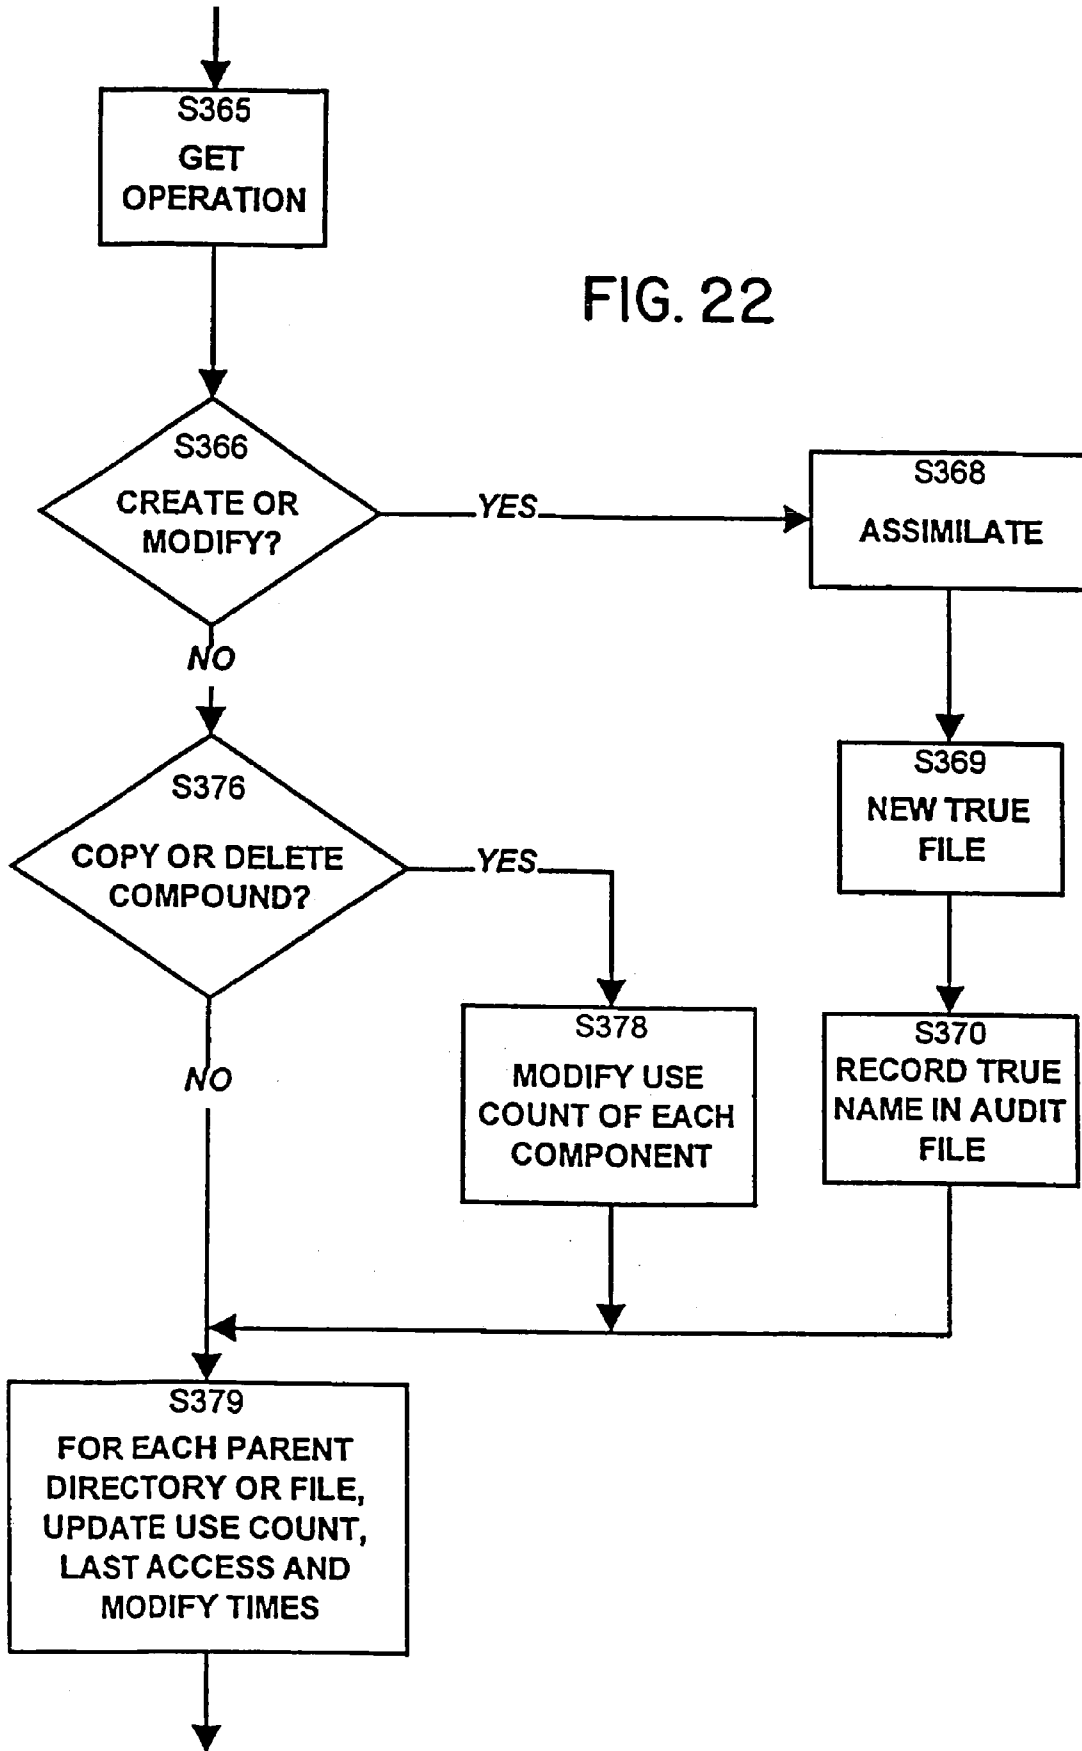 S365
GET
OPERATION
FIG. 22
S366
CREATE OR
MODIFY?
YES
S368
ASSIMILATE
NO
S369
NEW TRUE
FILE
S376
COPY OR DELETE
COMPOUND?
YES
S378
MODIFY USE
COUNT OF EACH
COMPONENT
S370
RECORD TRUE
NAME IN AUDIT
FILE
NO
S379
FOR EACH PARENT
DIRECTORY OR FILE,
UPDATE USE COUNT,
LAST ACCESS AND
MODIFY TIMES